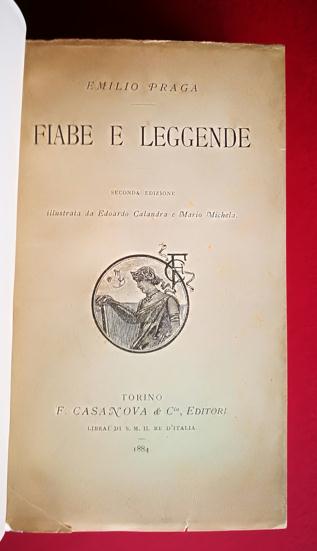 EMILIO PRAGA
FIABE E LEGGENDE
SECONDA EDIZIONE
illustrata da Edoardo Calandra e Mario Michela.
TORINO
F. CASANOVA & Cia, EDITORI
LIBRAI DI S. M. IL RE D'ITALIA
1884